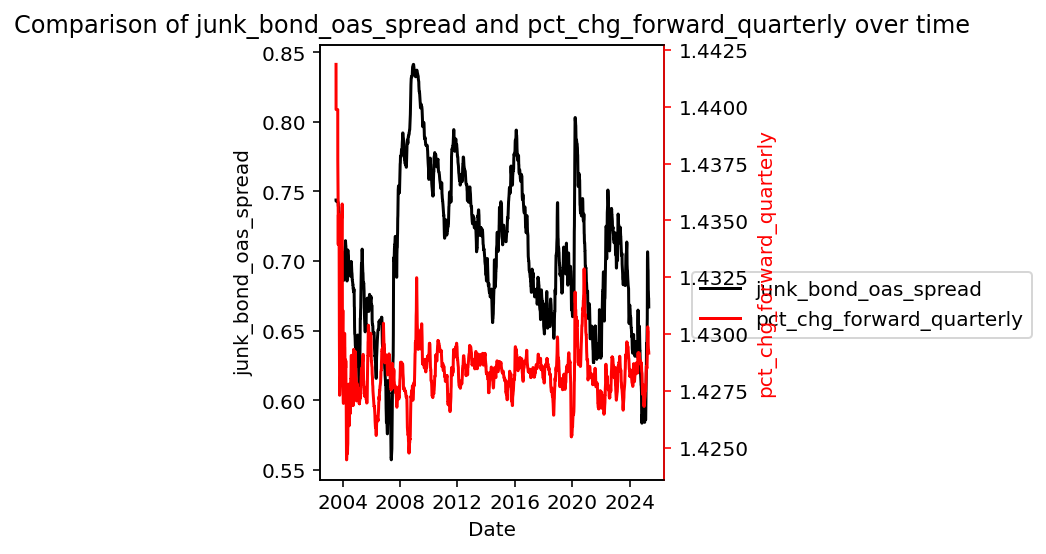 Comparison of junk_bond_oas_spread and pct_chg_forward_quarterly over time
junk_bond_oas_spread
0.85
0.80
0.75
0.70
0.65
0.60
0.55
2004 2008 2012 2016 2020 2024
Date
1.4425
1.4400
1.4375
1.4350
1.4325
1.4300
1.4275
1.4250
pct_chg_forward_quarterly
junk_bond_oas_spread
pct_chg_forward_quarterly